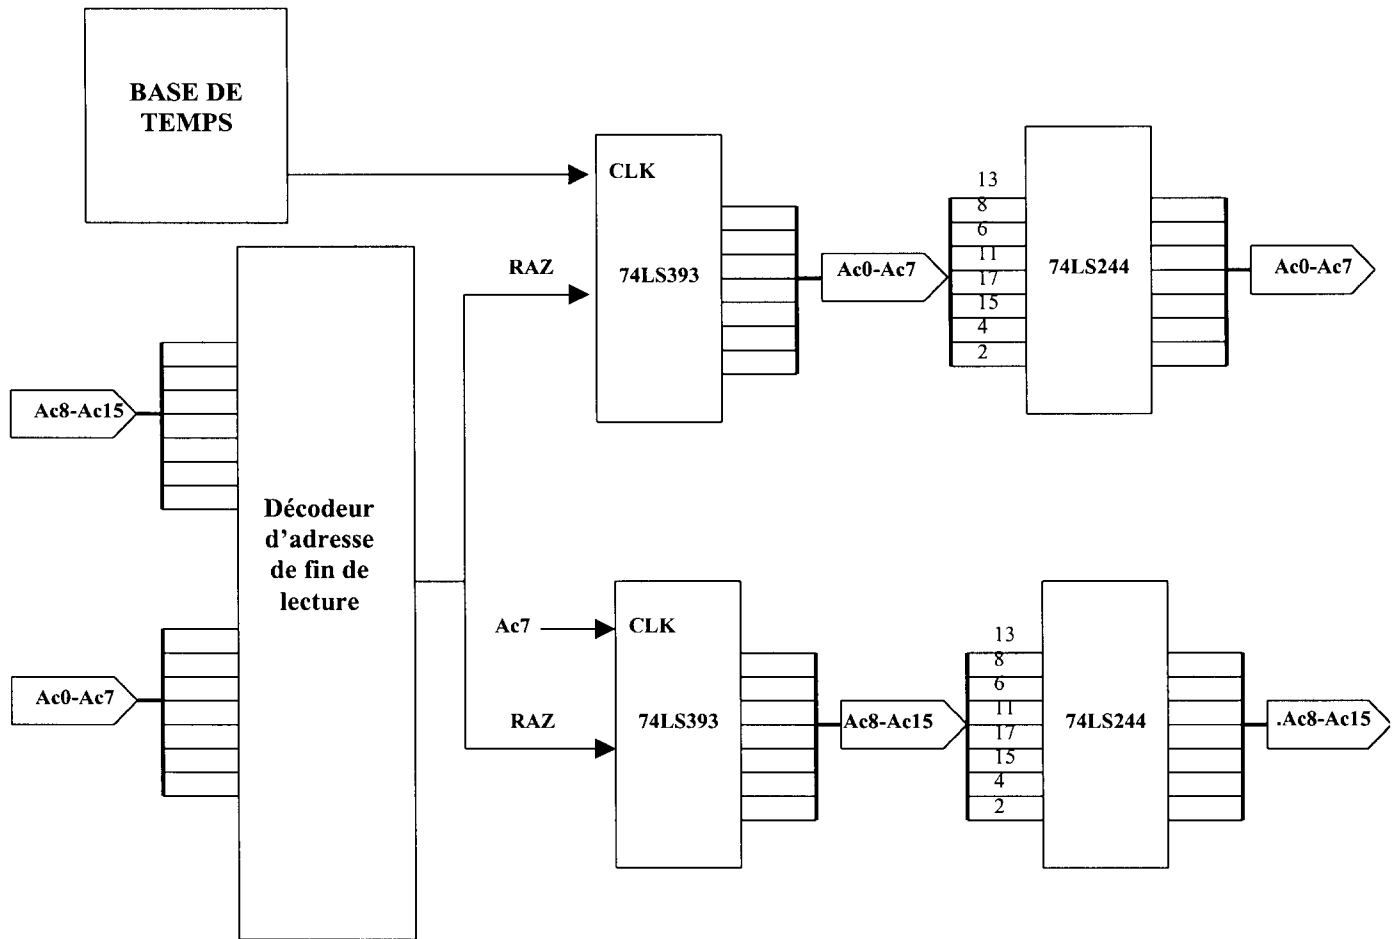 BASE DE
TEMPS
CLK
RAZ
74LS393
Ac0-Ac7
13
8
6
11
17
15
4
2
74LS244
Ac0-Ac7
Ac8-Ac15
Ac0-Ac7
Décodeur
d'adresse
de fin de
lecture
Ac7
CLK
RAZ
74LS393
Ac8-Ac15
13
8
6
11
17
15
4
2
74LS244
.Ac8-Ac15